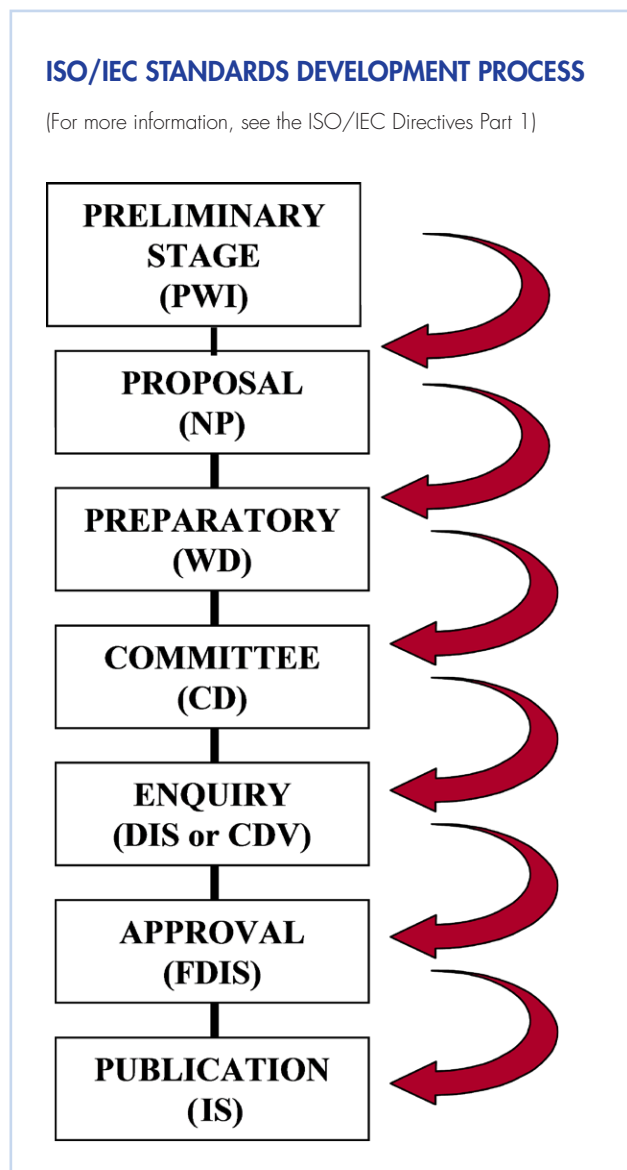 ISO/IEC STANDARDS DEVELOPMENT PROCESS
(For more information, see the ISO/IEC Directives Part 1)
PRELIMINARY
STAGE
(PWI)
PROPOSAL
(NP)
PREPARATORY
(WD)
COMMITTEE
(CD)
ENQUIRY
(DIS or CDV)
APPROVAL
(FDIS)
PUBLICATION
(IS)